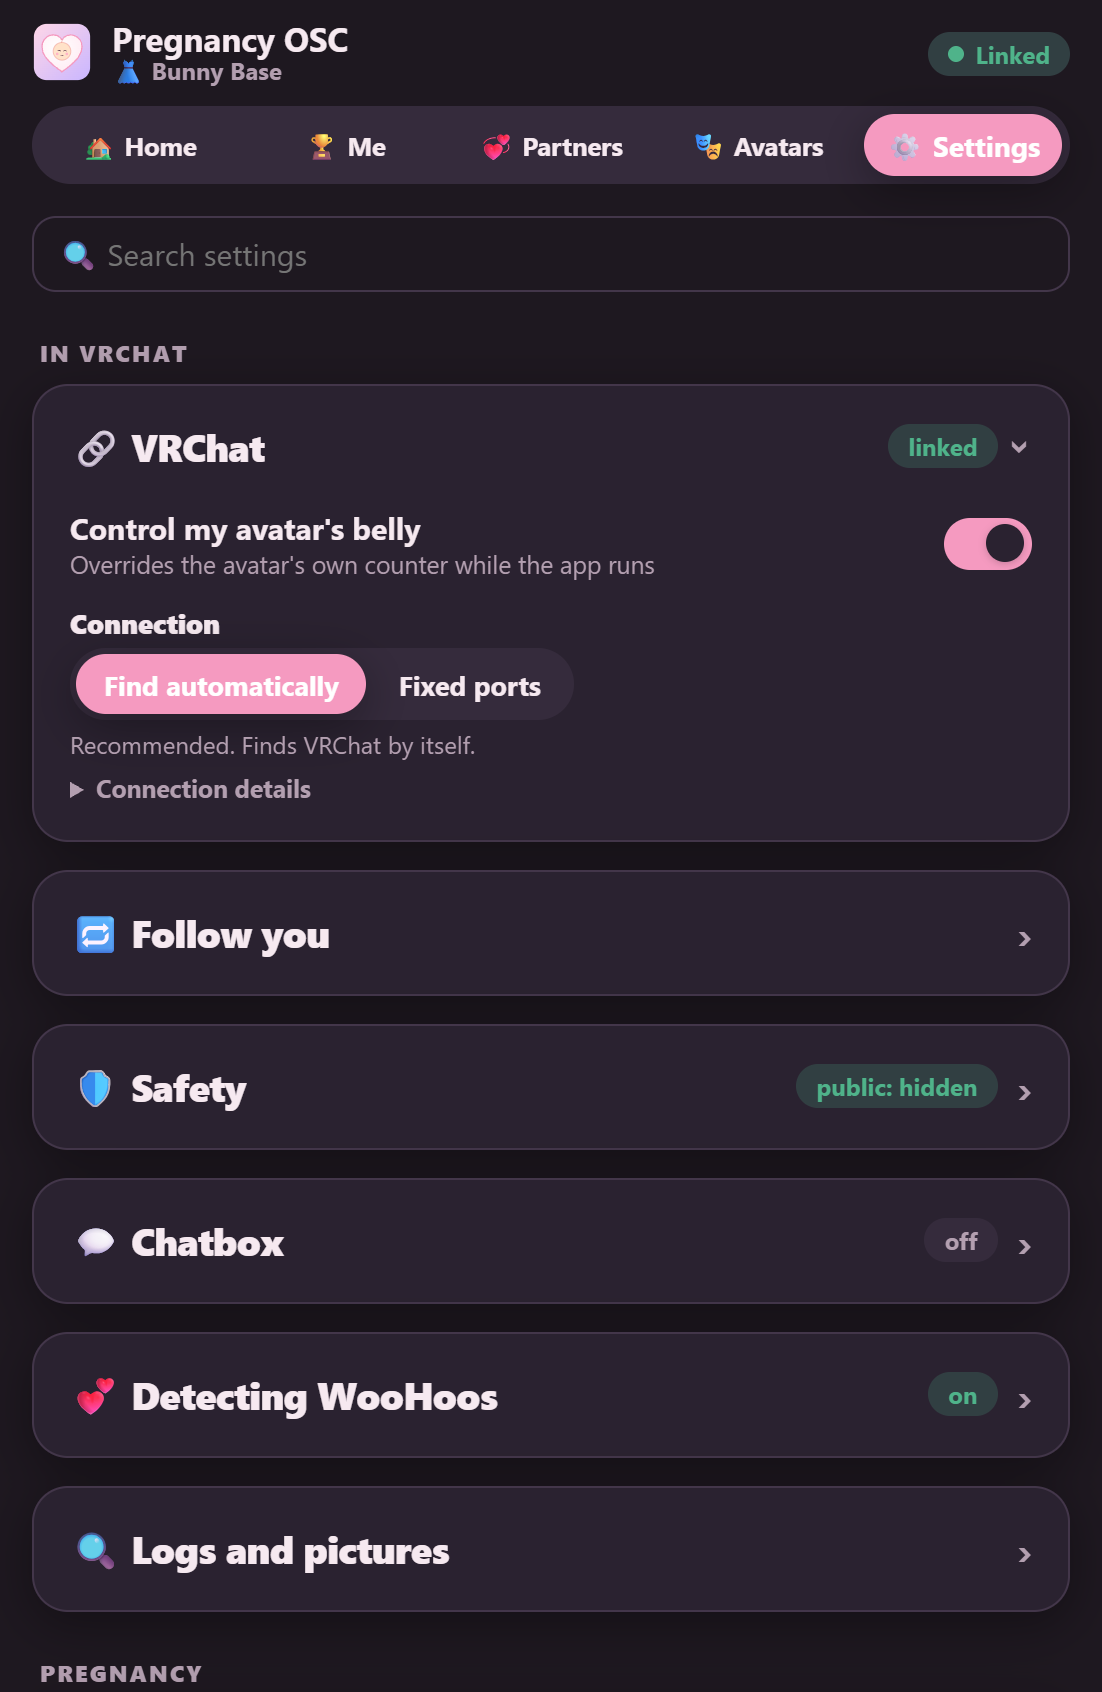 Pregnancy OSC
Bunny Base
Linked
Home
Me
Partners
Avatars
Settings
Search settings
IN VRCHAT
VRChat
linked
Control my avatar's belly
Overrides the avatar's own counter while the app runs
Connection
Find automatically
Fixed ports
Recommended. Finds VRChat by itself.
Connection details
Follow you
Safety
public: hidden
Chatbox
off
Detecting WooHoos
on
Logs and pictures
PREGNANCY